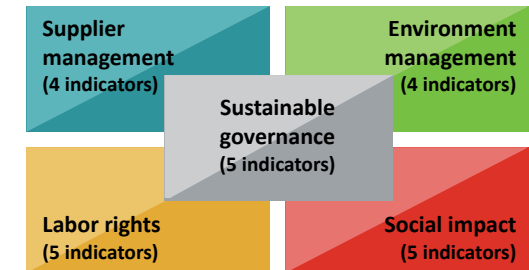 Supplier
management
(4 indicators)
Environment
management
(4 indicators)
Sustainable
governance
(5 indicators)
Labor rights
(5 indicators)
Social impact
(5 indicators)